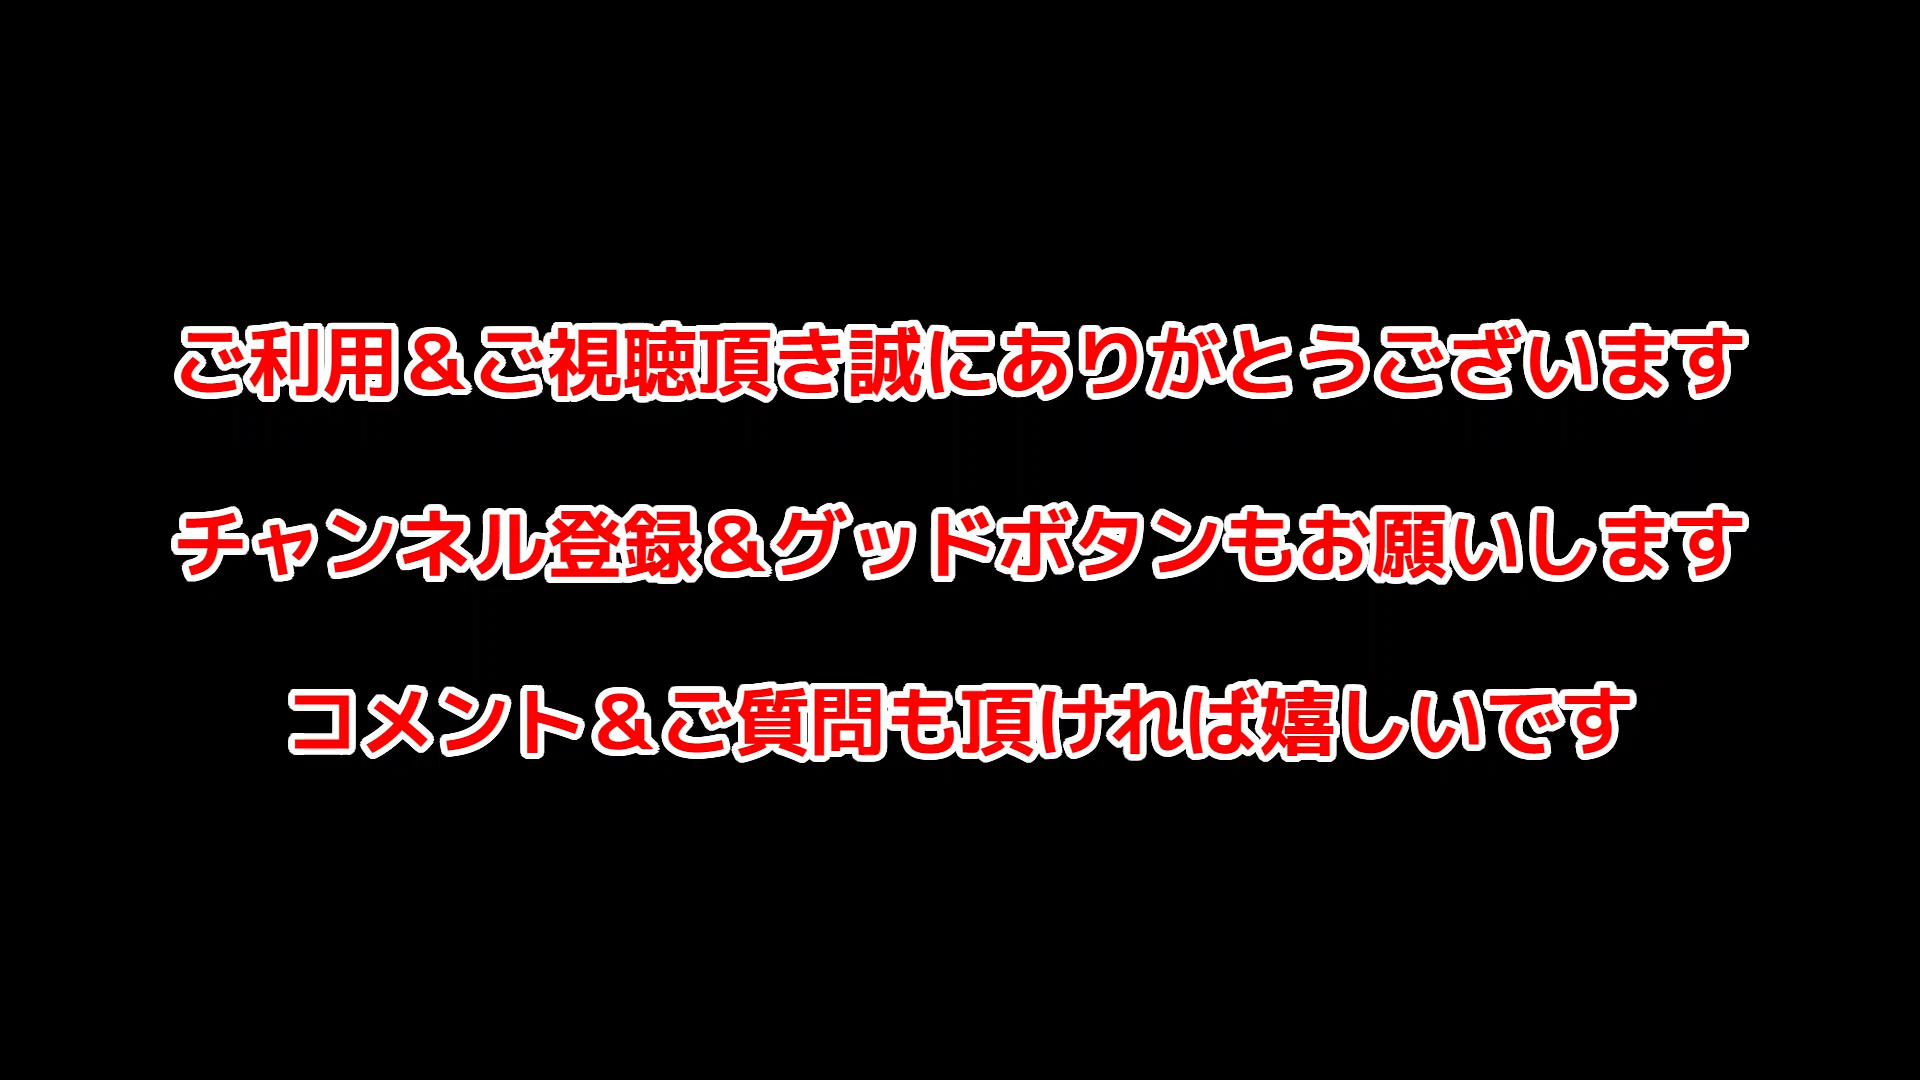 ご利用＆ご視聴頂き誠にありがとうございます
チャンネル登録＆グッドボタンもお願いします
コメント＆ご質問も頂ければ嬉しいです